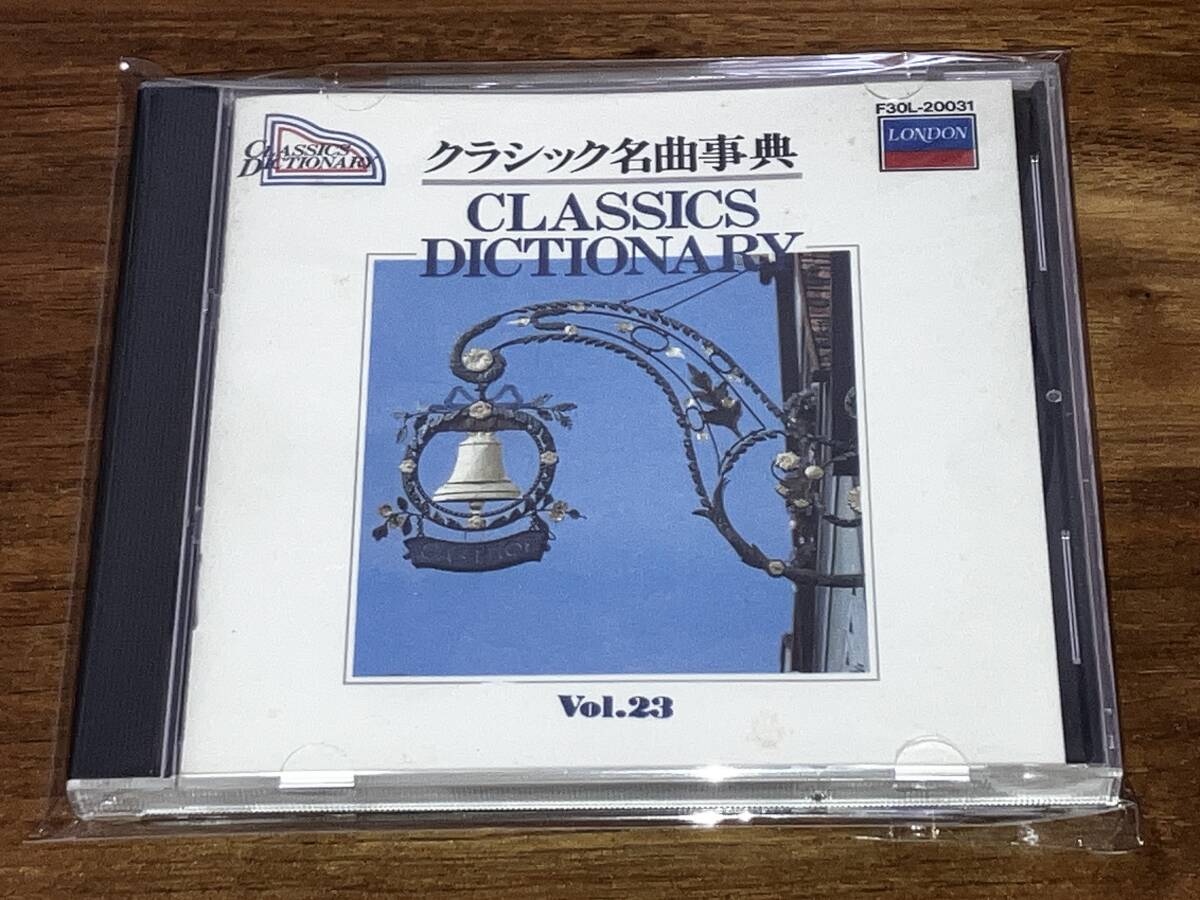 CLASSICS
DICTIONARY
クラシック名曲事典
F30L-20031
LONDON
CLASSICS
DICTIONARY
Vol.23